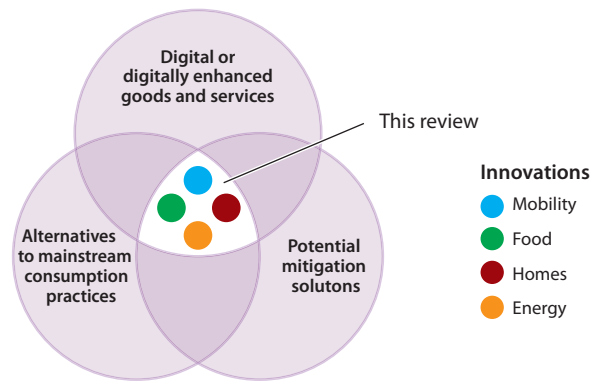 Digital or
digitally enhanced
goods and services
This review
Alternatives
to mainstream
consumption
practices
Potential
mitigation
solutons
Innovations
Mobility
Food
Homes
Energy